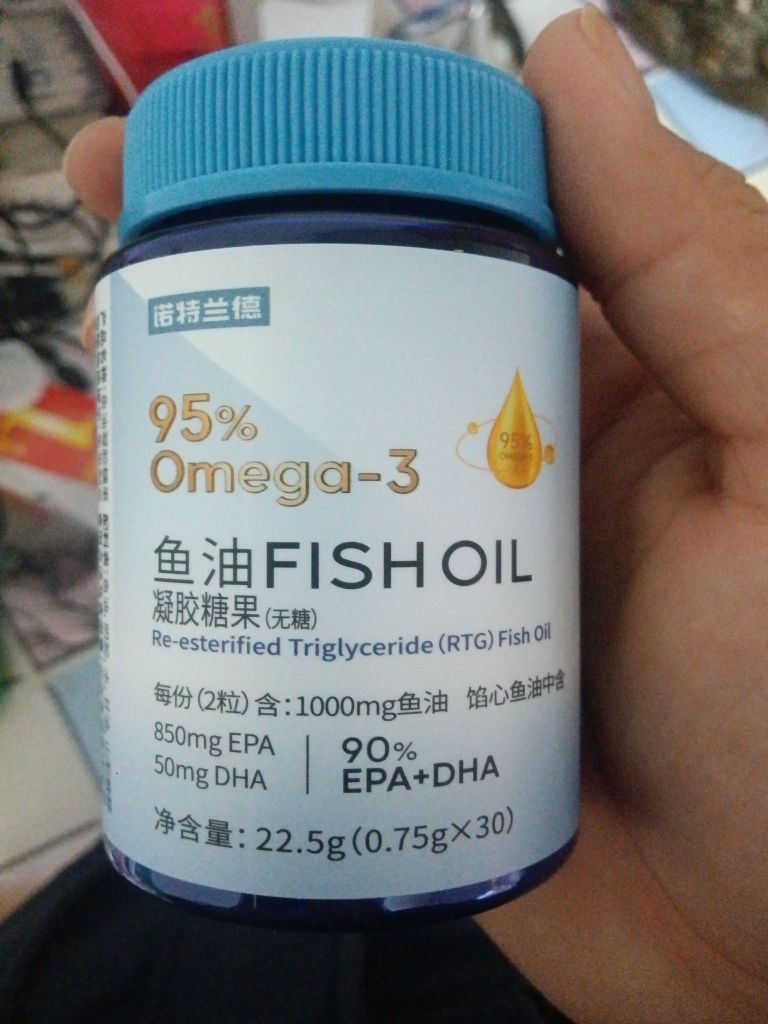 诺特兰德
95%
Omega-3
95%
OMEGA-3
鱼油FISH OIL
凝胶糖果(无糖)
Re-esterified Triglyceride(RTG) Fish Oil
每份(2粒)含:1000mg鱼油 馅心鱼油中含
850mg EPA
50mg DHA
90%
EPA+DHA
净含量: 22.5g(0.75g×30)